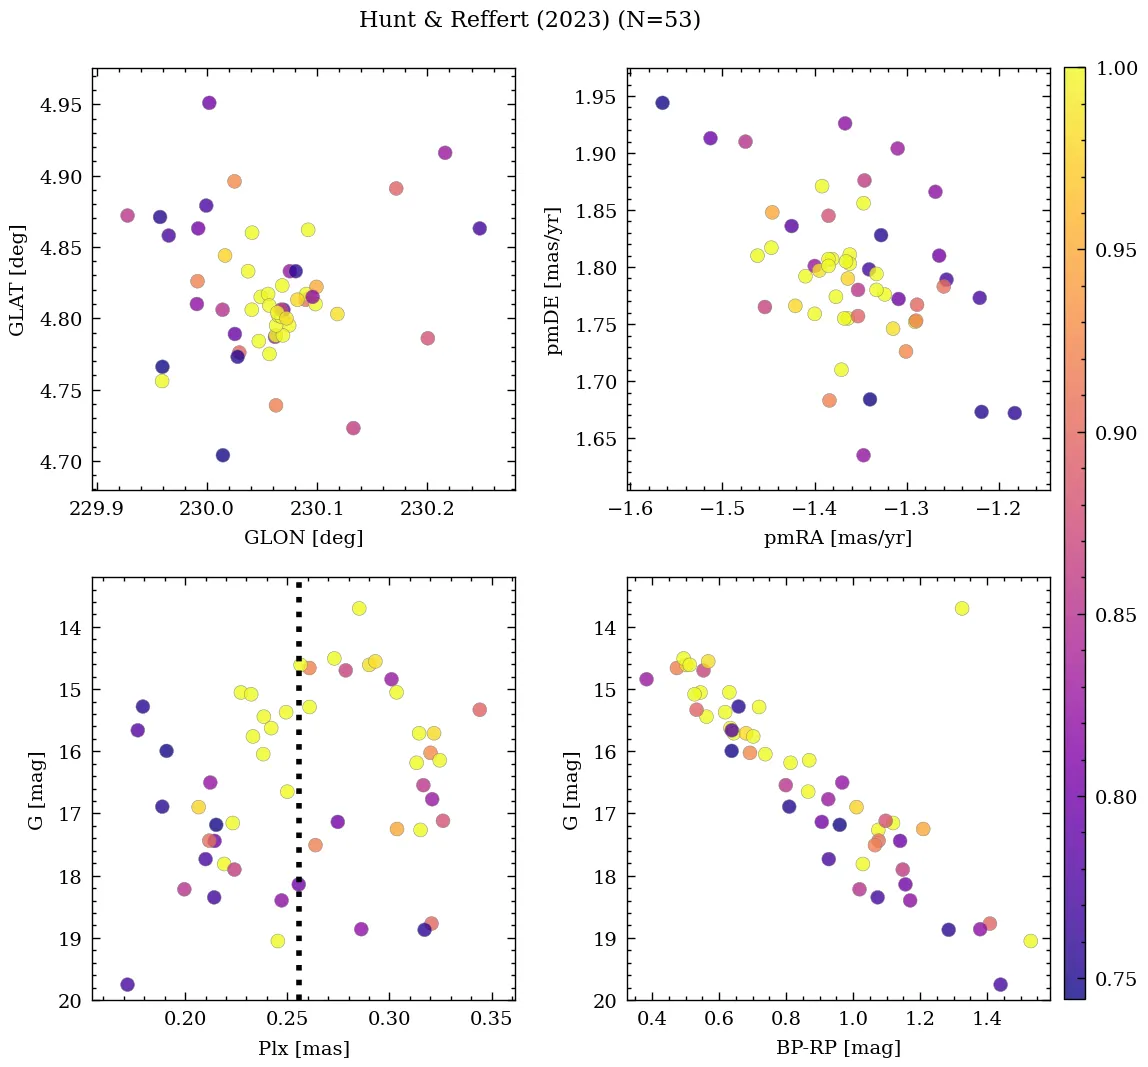 Hunt & Reffert (2023) (N=53)
4.95
4.90
4.85
4.80
4.75
4.70
GLAT [deg]
229.9 230.0 230.1 230.2
GLON [deg]
1.95
1.90
1.85
1.80
1.75
1.70
1.65
pmDE [mas/yr]
−1.6 −1.5 −1.4 −1.3 −1.2
pmRA [mas/yr]
1.00
0.95
0.90
0.85
0.80
0.75
14
15
16
17
18
19
20
G [mag]
0.20 0.25 0.30 0.35
Plx [mas]
14
15
16
17
18
19
20
G [mag]
0.4 0.6 0.8 1.0 1.2 1.4
BP-RP [mag]